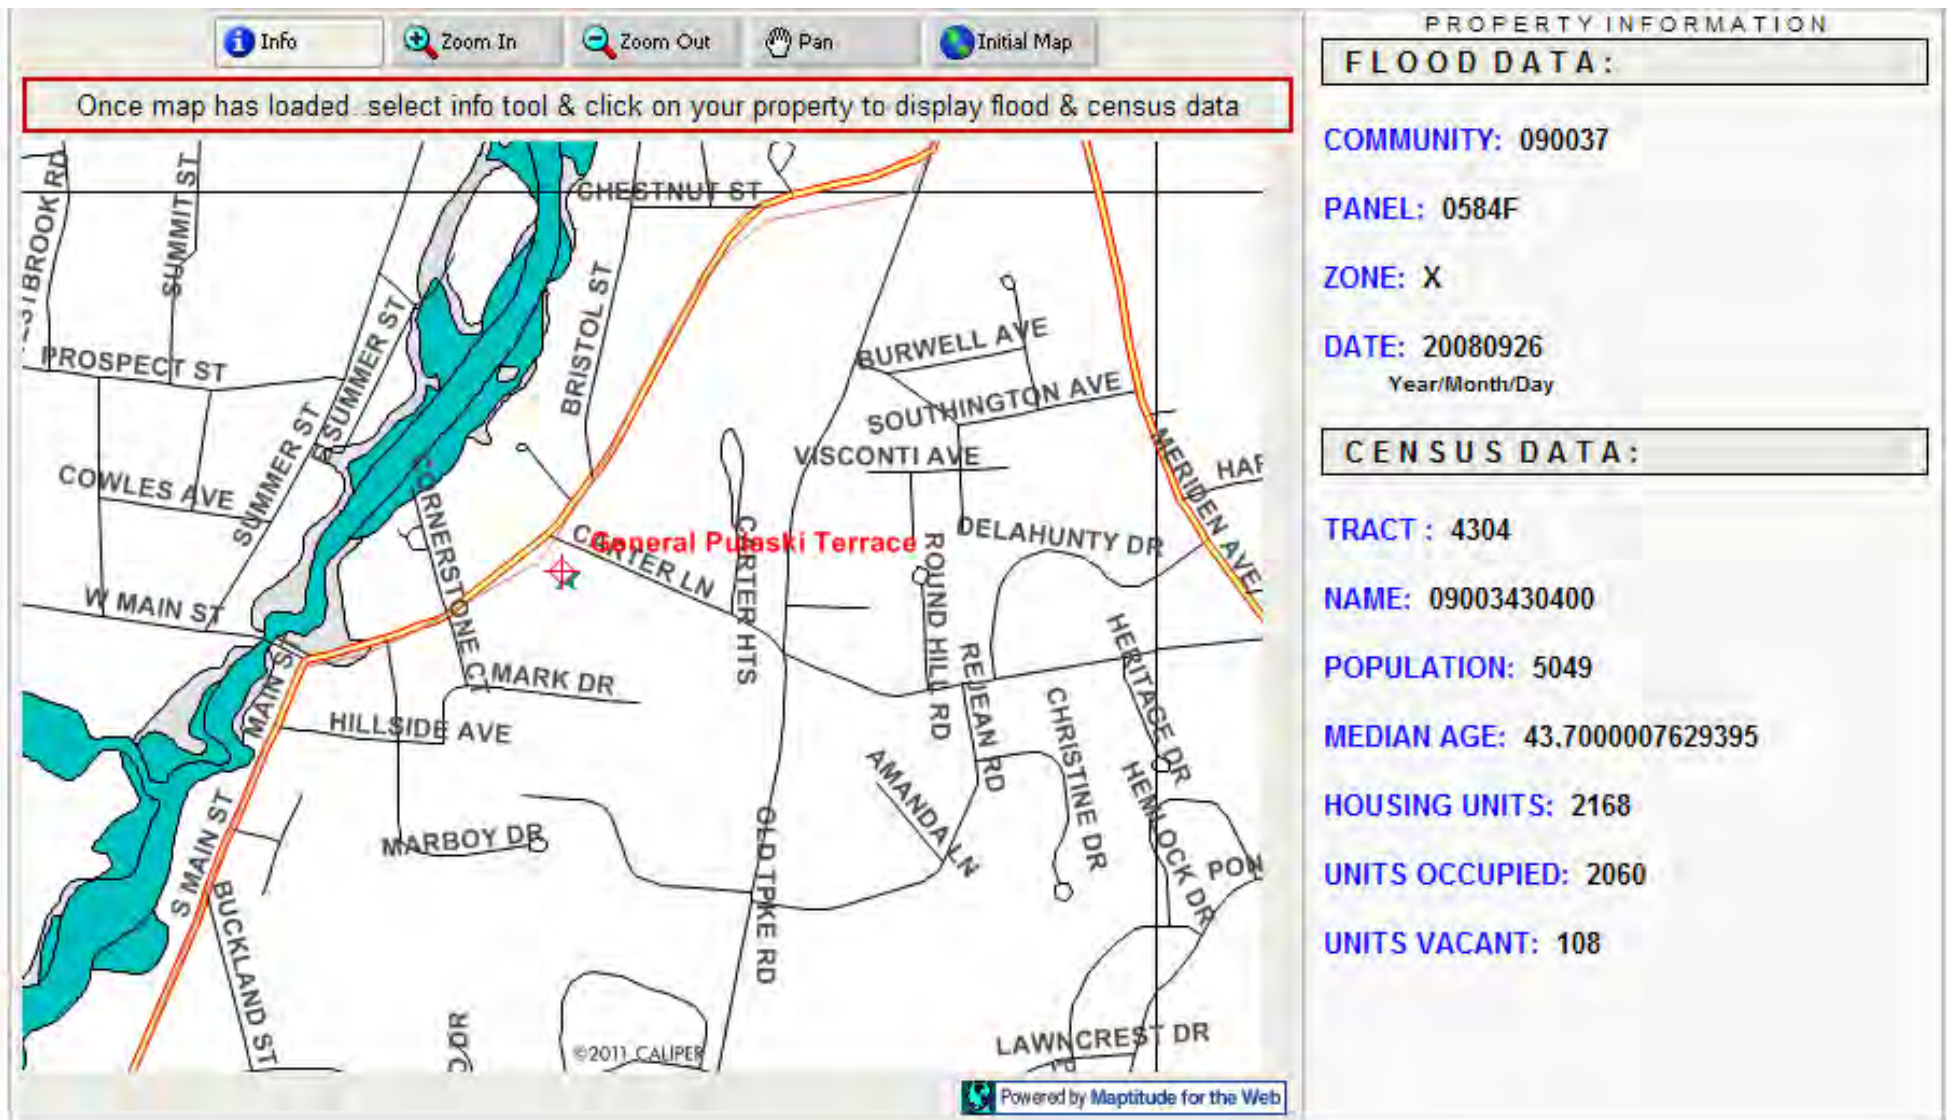 Info
Zoom In
Zoom Out
Pan
Initial Map
Once map has loaded. select info tool & click on your property to display flood & census data
CHESTNUT ST
SUMMIT ST
BRISTOL ST
PROSPECT ST
SUMMER ST
E SUMMER ST
COWLES AVE
W MAIN ST
BURWELL AVE
SOUTHINGTON AVE
VISCONTI AVE
MERIDEN AVE
HAR
CORNERSTONE CT
CARTER LN
General Pulaski Terrace
CARTER HTS
DELAHUNTY DR
ROUND HILL RD
HERITAGE DR
REJEAN RD
MARK DR
MAIN S
HILLSIDE AVE
CHRISTINE DR
AMANDA LN
HEMLOCK DR
POW
MARBOY DR
OLD TPKE RD
S MAIN ST
BUCKLAND ST
DOR
LAWNCREST DR
©2011 CALIPER
Powered by Maptitude for the Web
PROPERTY INFORMATION
FLOOD DATA:
COMMUNITY: 090037
PANEL: 0584F
ZONE: X
DATE: 20080926
Year/Month/Day
CENSUS DATA:
TRACT : 4304
NAME: 09003430400
POPULATION: 5049
MEDIAN AGE: 43.7000007629395
HOUSING UNITS: 2168
UNITS OCCUPIED: 2060
UNITS VACANT: 108